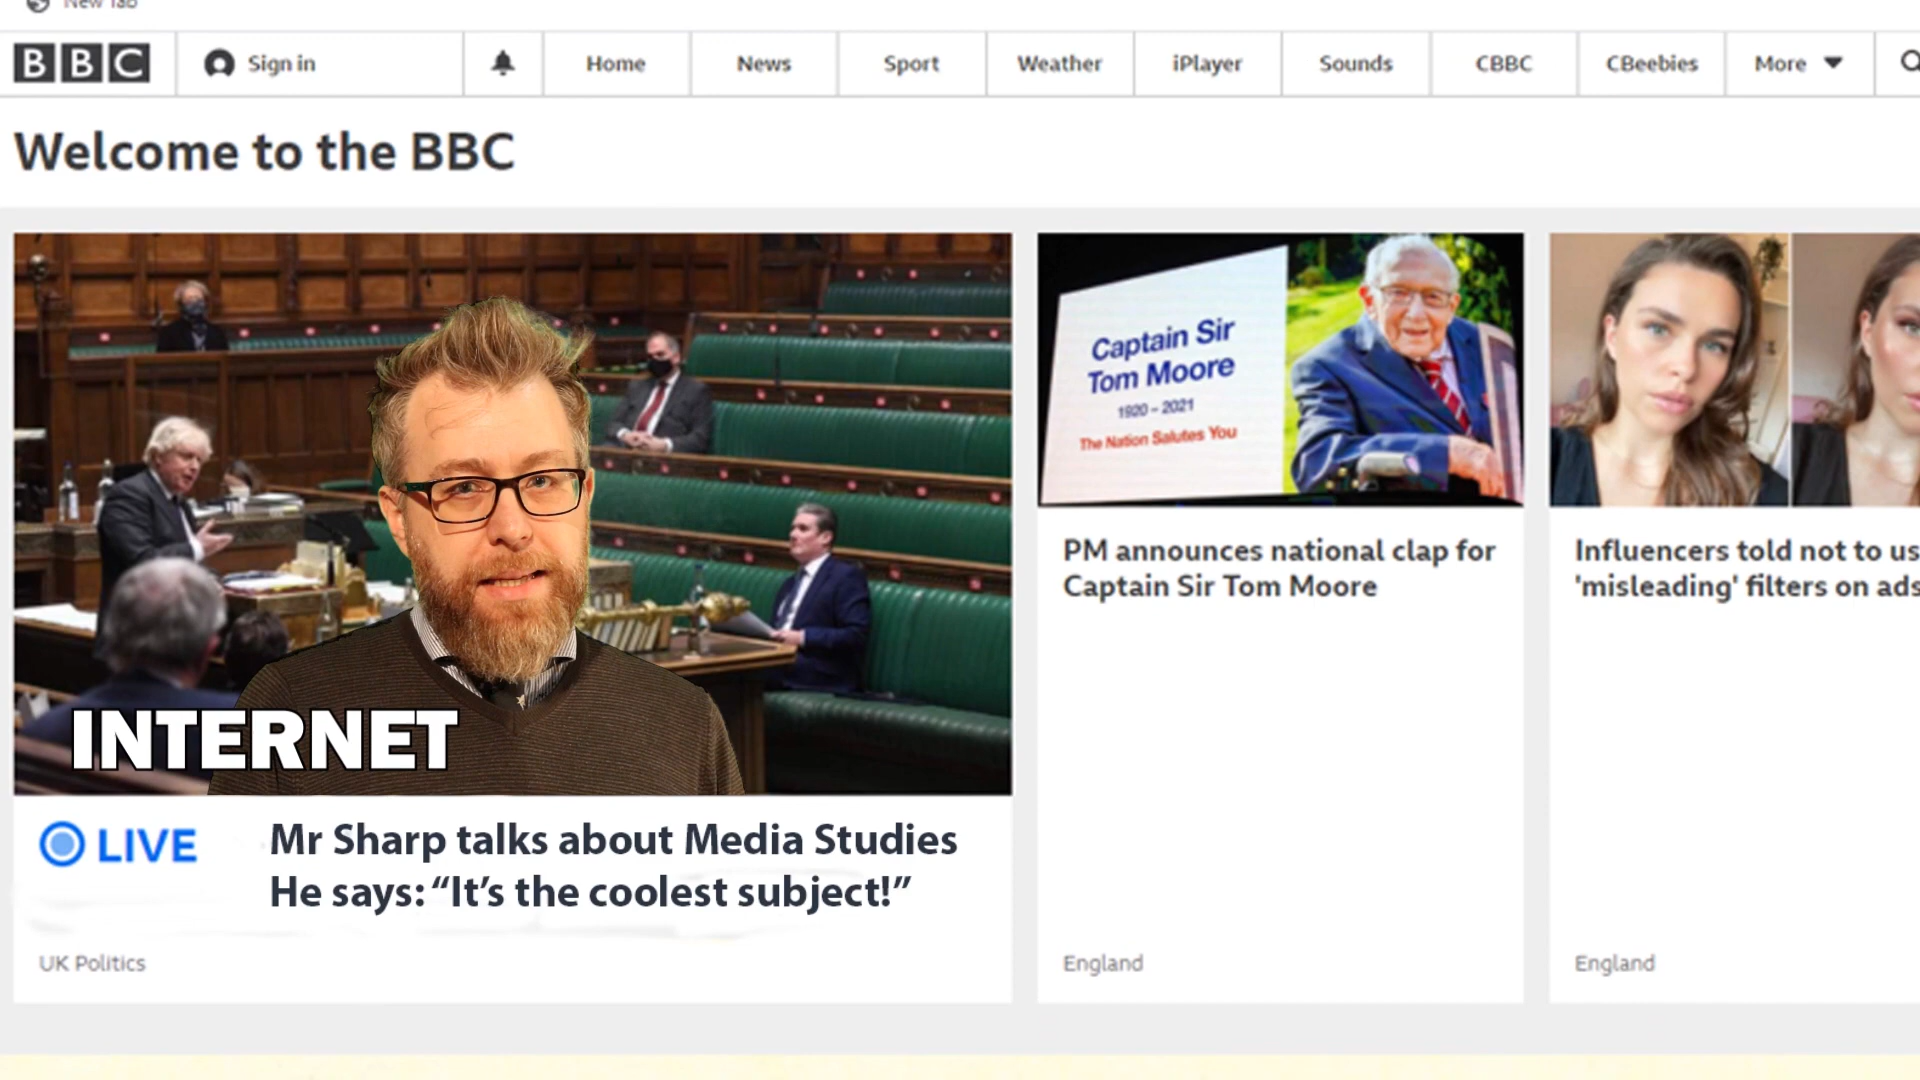 New Tab
BBC
Sign in
Home
News
Sport
Weather
iPlayer
Sounds
CBBC
CBeebies
More
Welcome to the BBC
Captain Sir
Tom Moore
1920 – 2021
The Nation Salutes You
INTERNET
LIVE
Mr Sharp talks about Media Studies
He says: “It’s the coolest subject!”
UK Politics
PM announces national clap for
Captain Sir Tom Moore
England
Influencers told not to us
'misleading' filters on ads
England